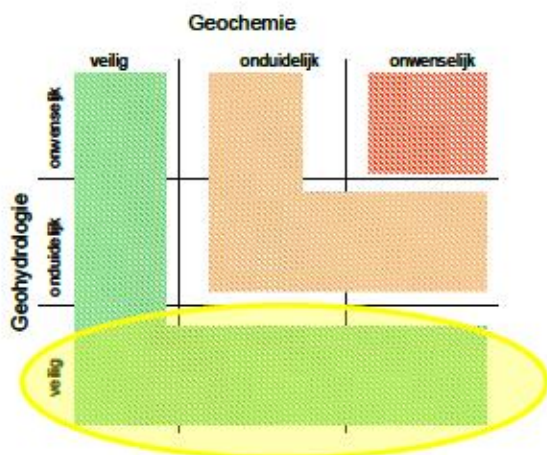 Geochemie
veilig onduidelijk onwenselijk
Geohydrologie
onwenselijk
onduidelijk
veilig